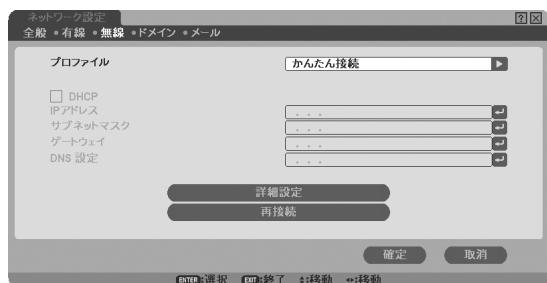 ネットワーク設定
全般 ● 有線 ● 無線 ● ドメイン ● メール
プロファイル かんたん接続
DHCP
IPアドレス . . .
サブネットマスク . . .
ゲートウェイ . . .
DNS 設定 . . .
詳細設定
再接続
確定 取消
ENTER:選択 EXIT:終了 :移動 :移動